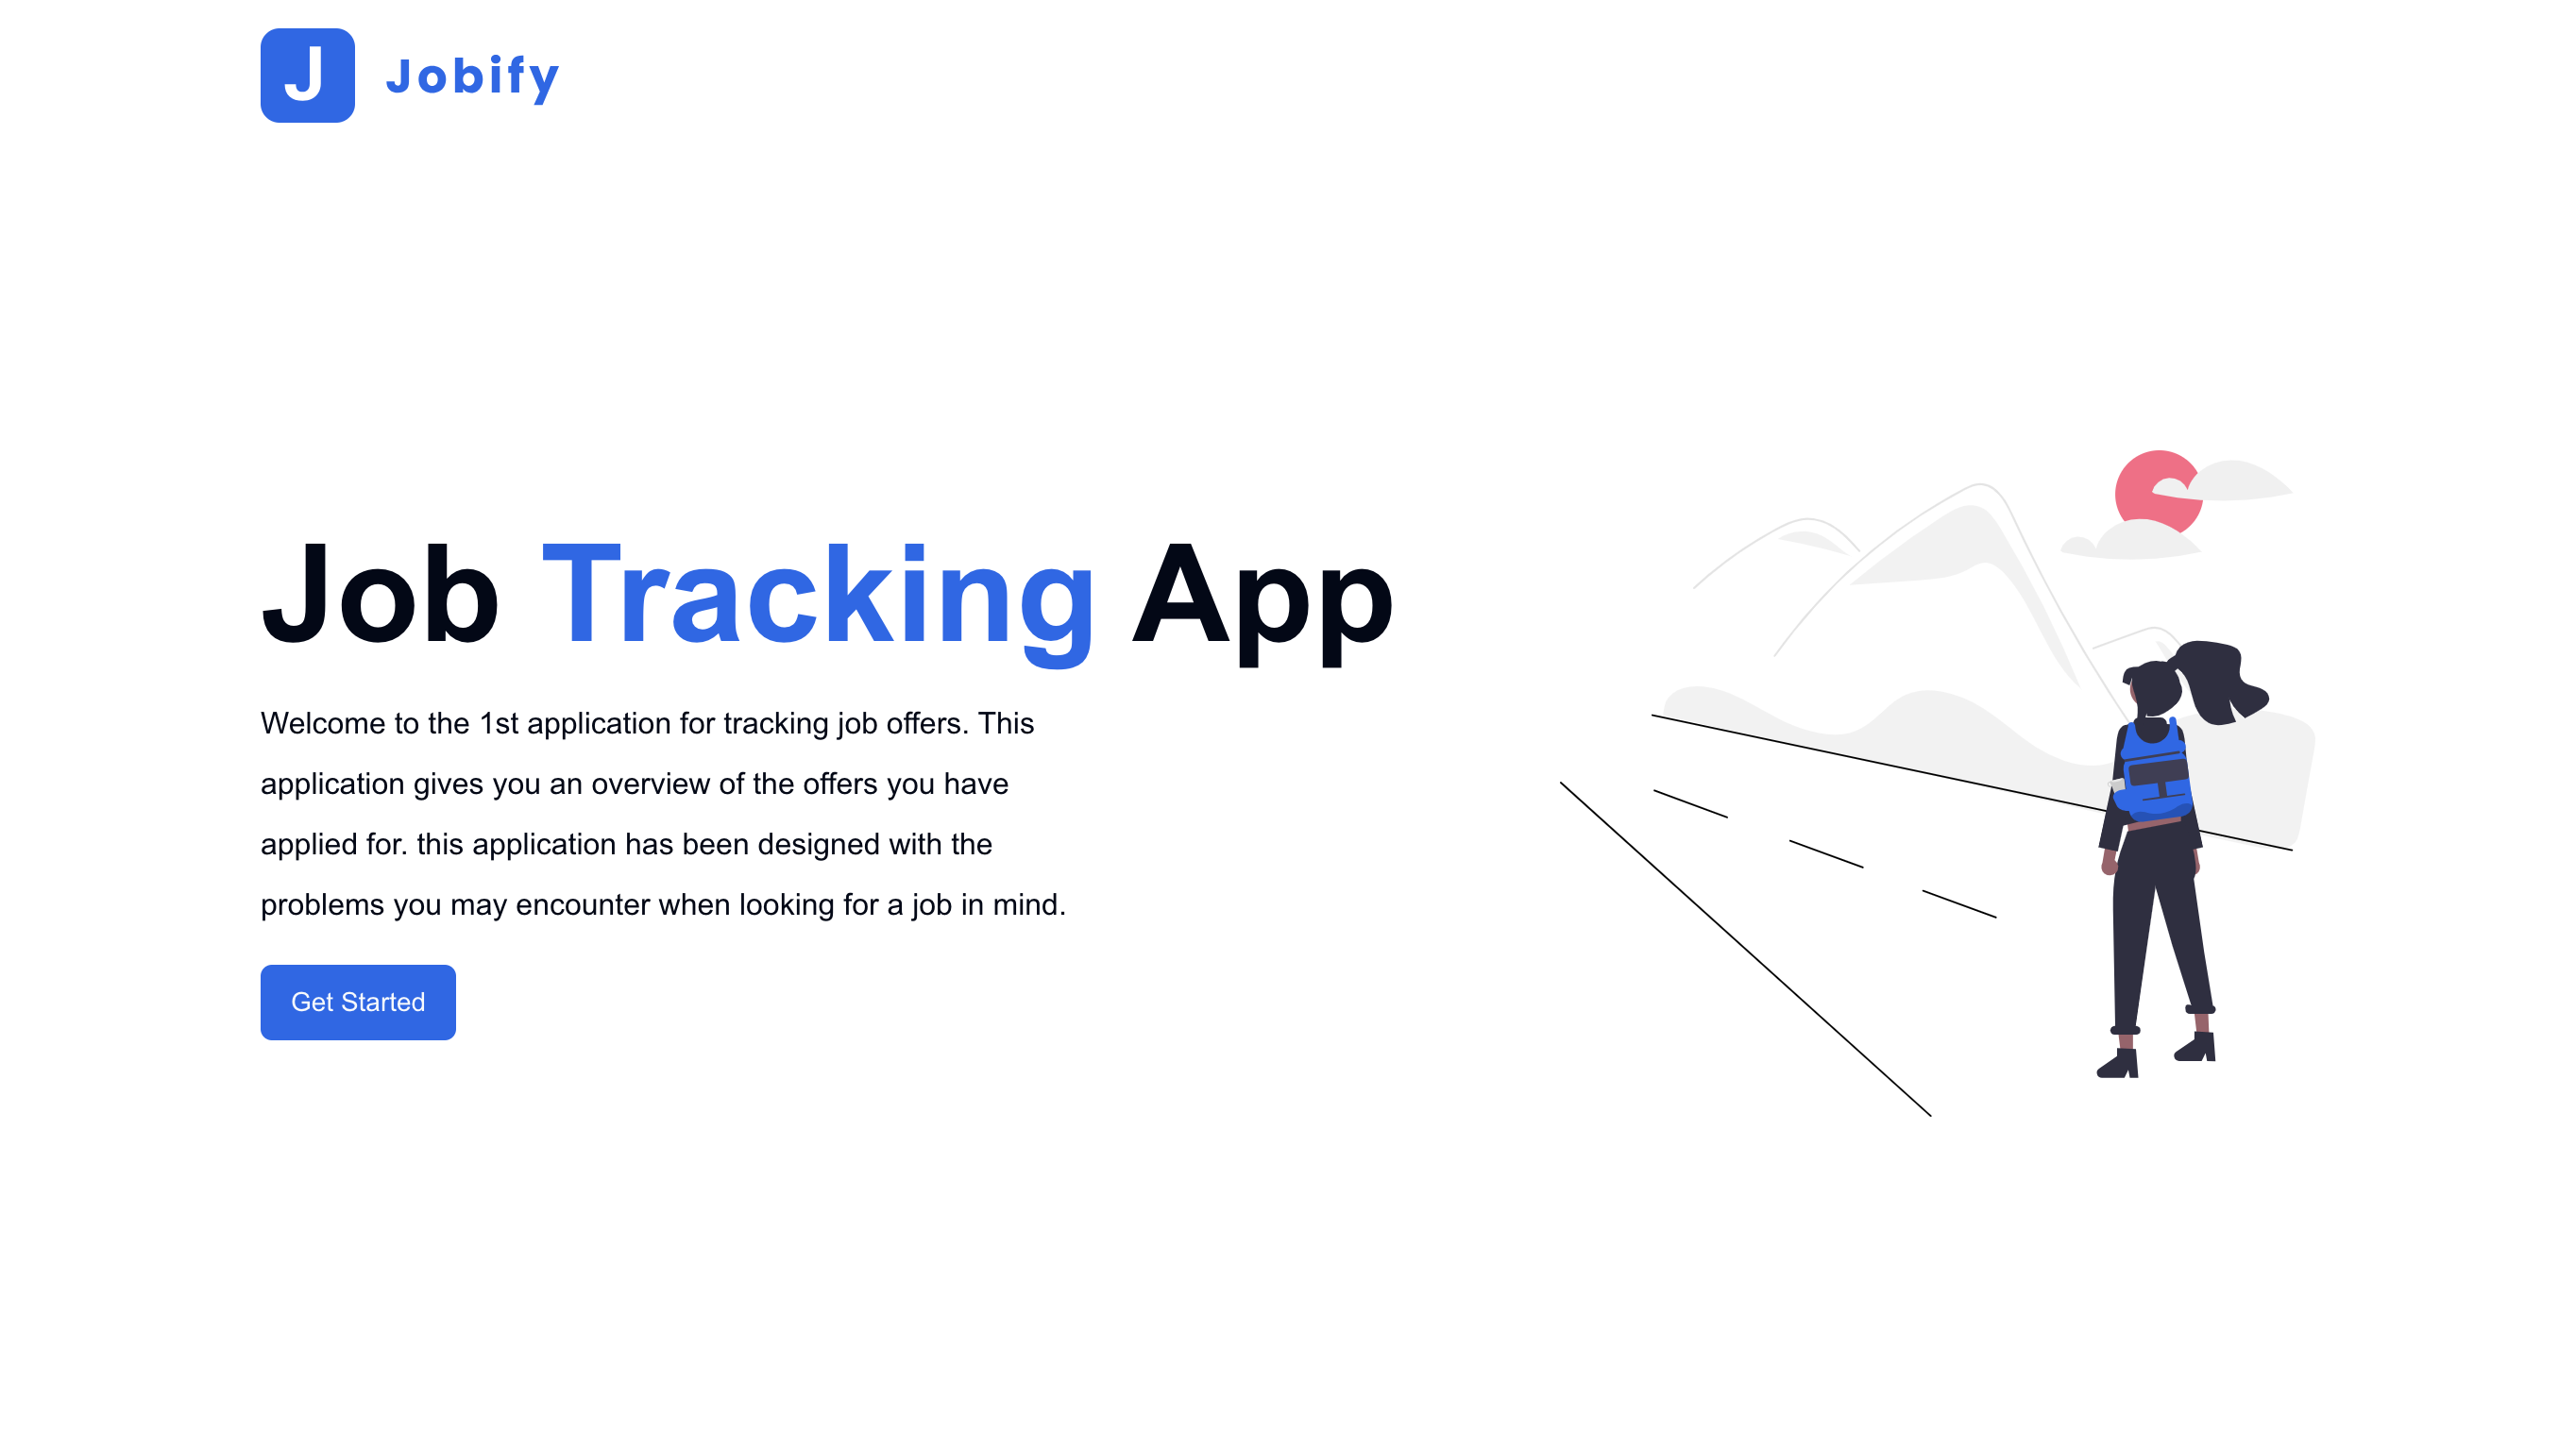 J Jobify
Job Tracking App
Welcome to the 1st application for tracking job offers. This
application gives you an overview of the offers you have
applied for. this application has been designed with the
problems you may encounter when looking for a job in mind.
Get Started